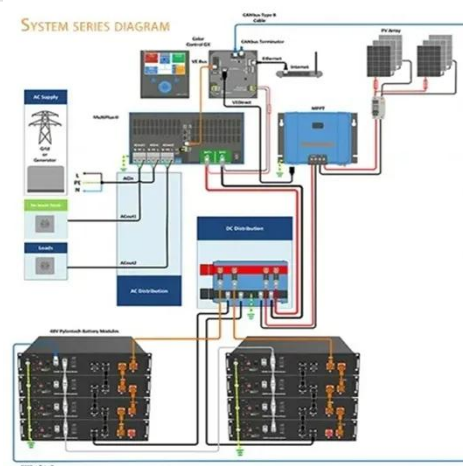 SYSTEM SERIES DIAGRAM
CANbus Type B
Cable
Color
Control GX
CANbus Terminator
VE.Bus
Ethernet
Internet
PV Array
AC Supply
Grid
or
Generator
MultiPlus-II
VE.Direct
MPPT
L
PE
N
ACin
ACout1
Loads
ACout2
AC Distribution
DC Distribution
48V Pylontech Battery Modules